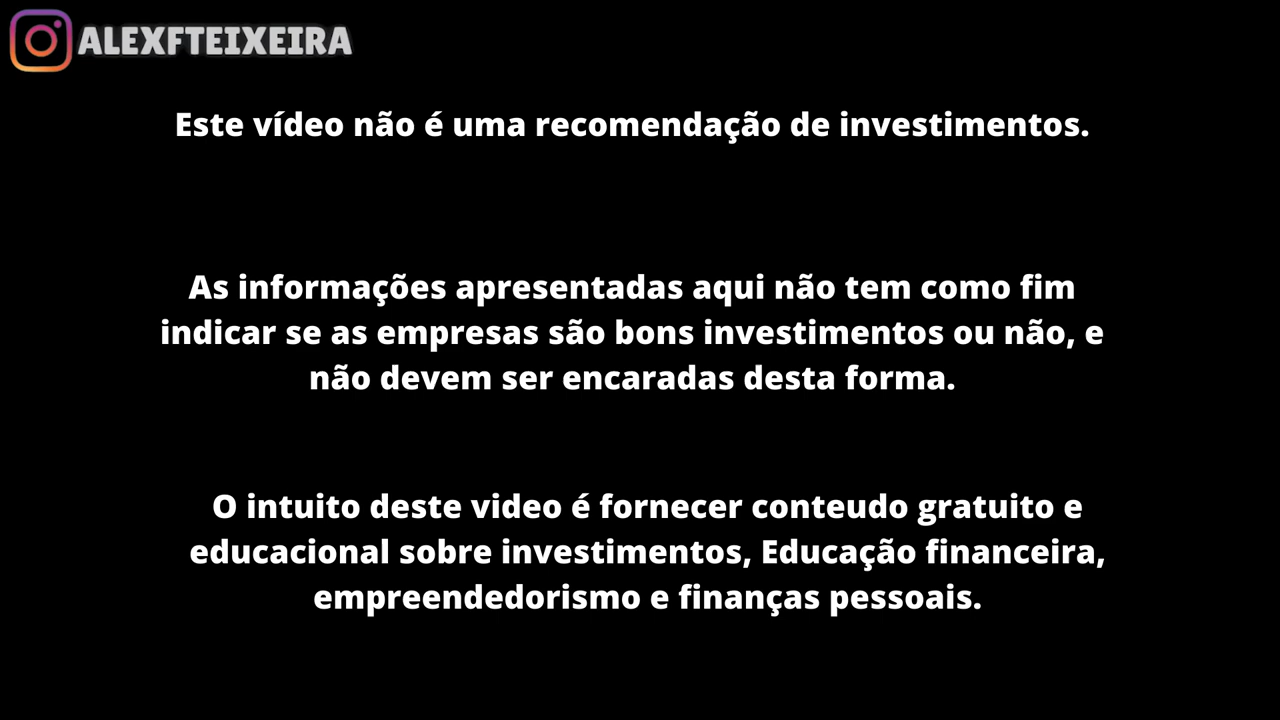 ALEXFTEIXEIRA
Este vídeo não é uma recomendação de investimentos.
As informações apresentadas aqui não tem como fim
indicar se as empresas são bons investimentos ou não, e
não devem ser encaradas desta forma.
O intuito deste video é fornecer conteudo gratuito e
educacional sobre investimentos, Educação financeira,
empreendedorismo e finanças pessoais.